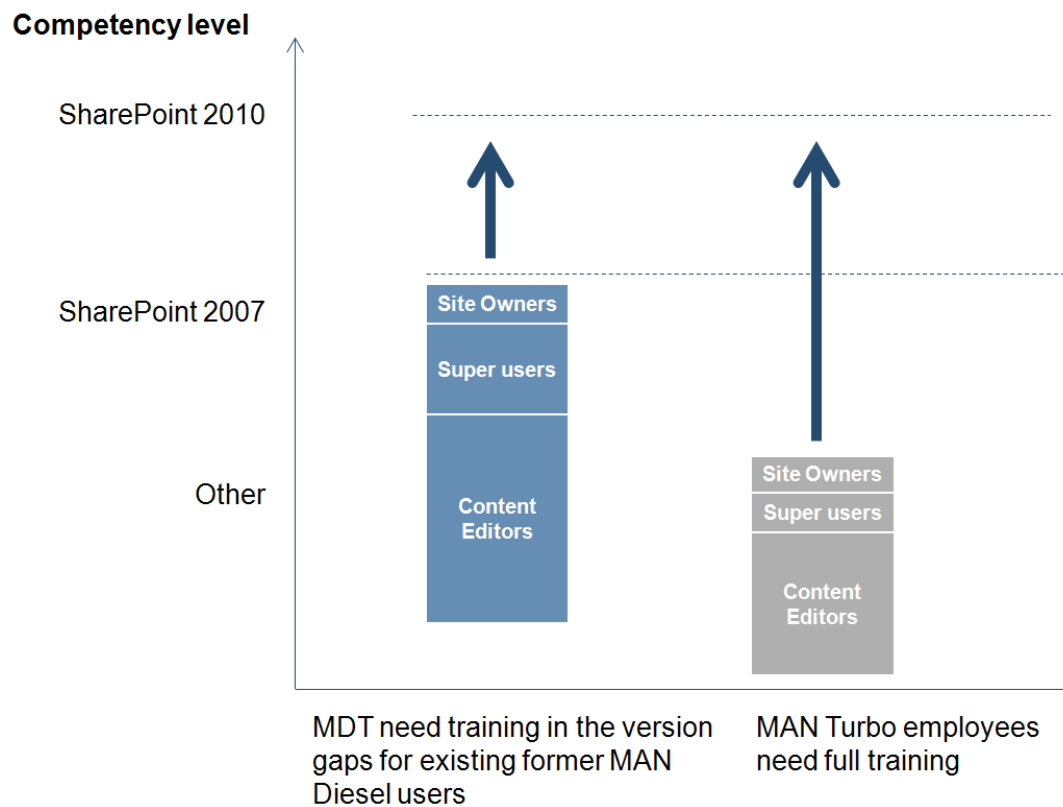 Competency level
SharePoint 2010
SharePoint 2007
Site Owners
Super users
Content
Editors
Other
Site Owners
Super users
Content
Editors
MDT need training in the version
gaps for existing former MAN
Diesel users
MAN Turbo employees
need full training